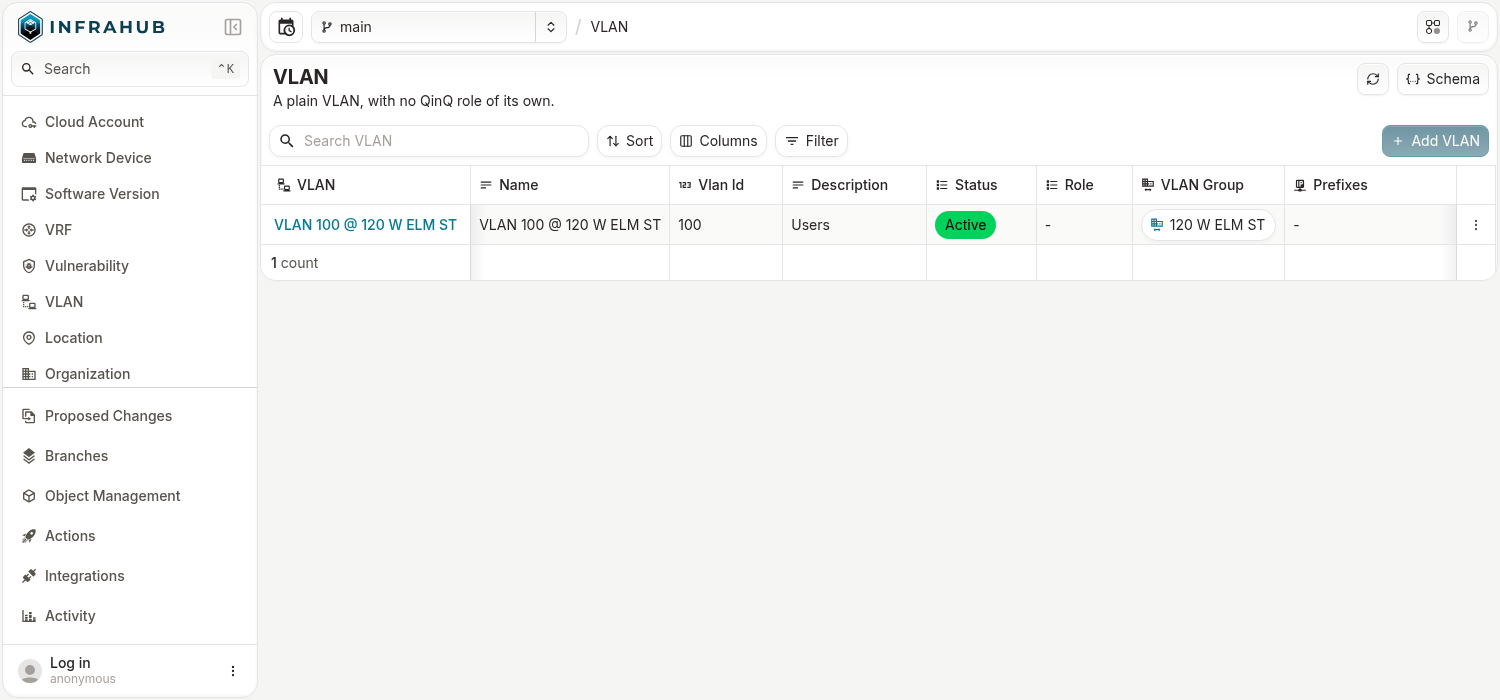 INFRAHUB
Search ⌃K
Cloud Account
Network Device
Software Version
VRF
Vulnerability
VLAN
Location
Organization
Proposed Changes
Branches
Object Management
Actions
Integrations
Activity
Log in
anonymous
main / VLAN
VLAN
A plain VLAN, with no QinQ role of its own.
Schema
Search VLAN Sort Columns Filter + Add VLAN
VLAN Name 123 Vlan Id Description Status Role VLAN Group Prefixes
VLAN 100 @ 120 W ELM ST VLAN 100 @ 120 W ELM ST 100 Users Active - 120 W ELM ST -
1 count